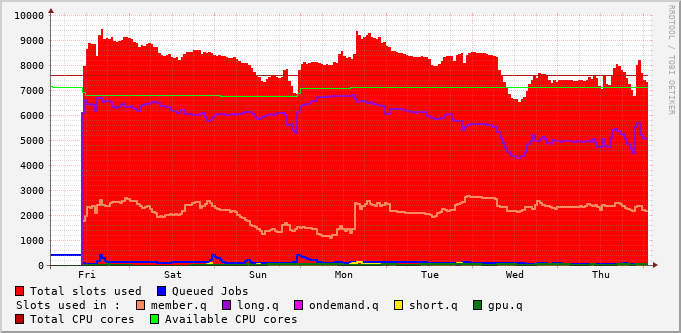 10000
9000
8000
7000
6000
5000
4000
3000
2000
1000
0
Fri Sat Sun Mon Tue Wed Thu
RRDTOOL / TOBI OETIKER
Total slots used Queued Jobs
Slots used in : member.q long.q ondemand.q short.q gpu.q
Total CPU cores Available CPU cores